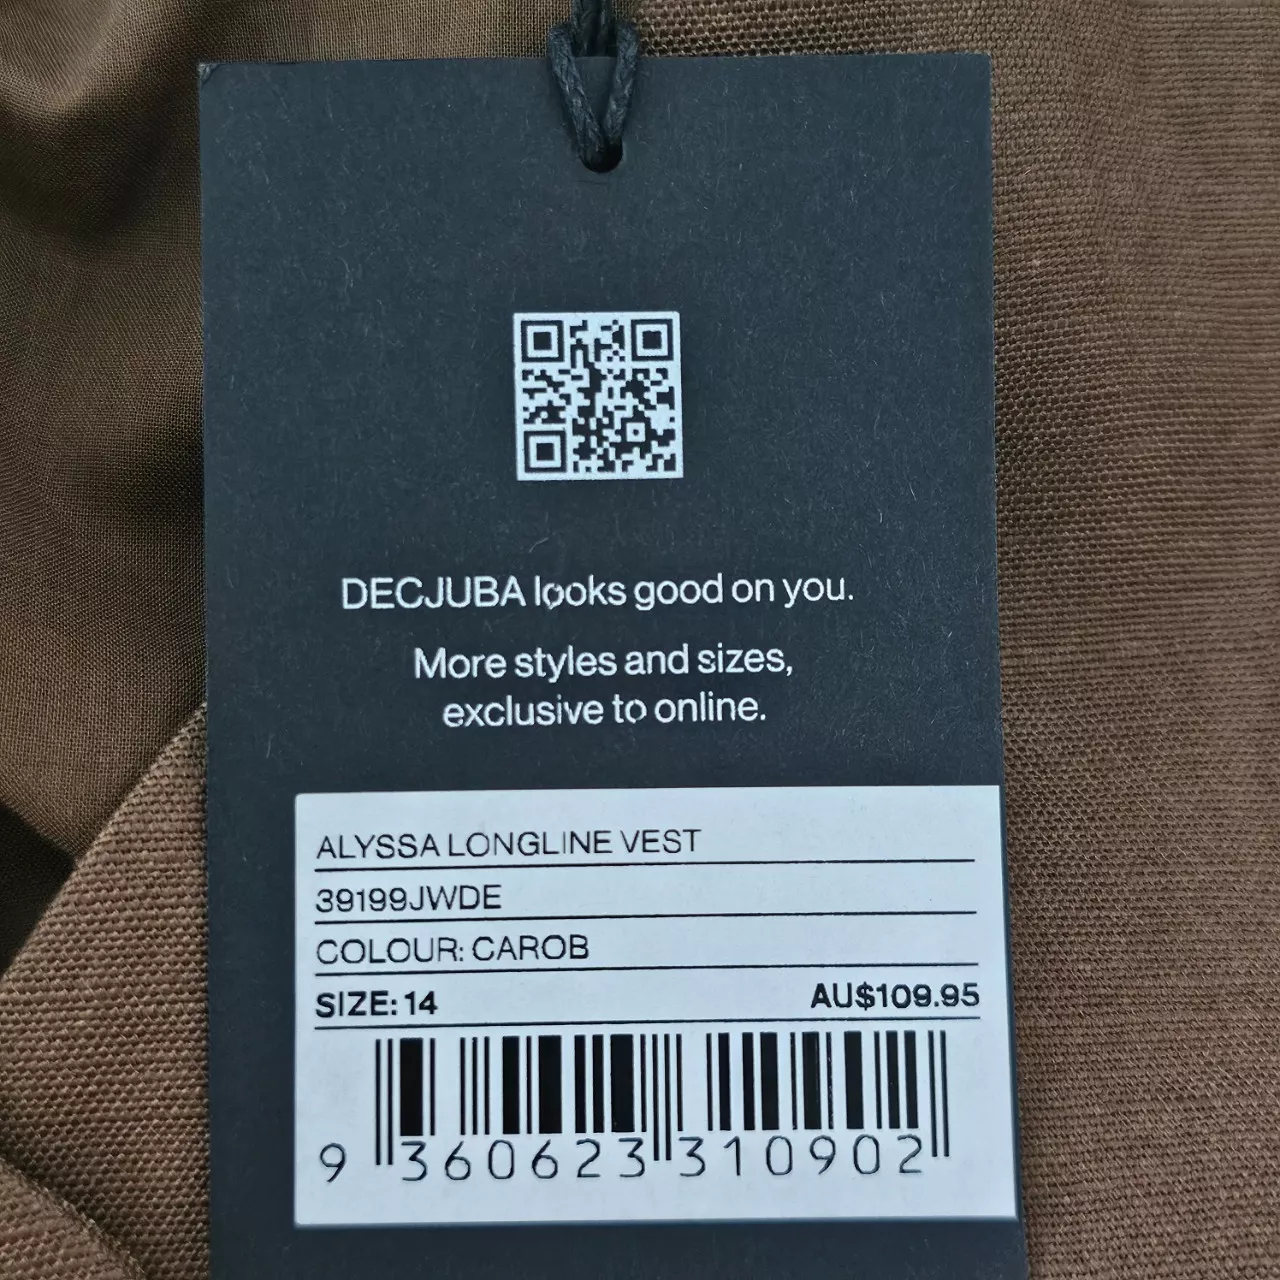 DECJUBA looks good on you.
More styles and sizes,
exclusive to online.
ALYSSA LONGLINE VEST
39199JWDE
COLOUR: CAROB
SIZE: 14 AU$109.95
9 360623 310902